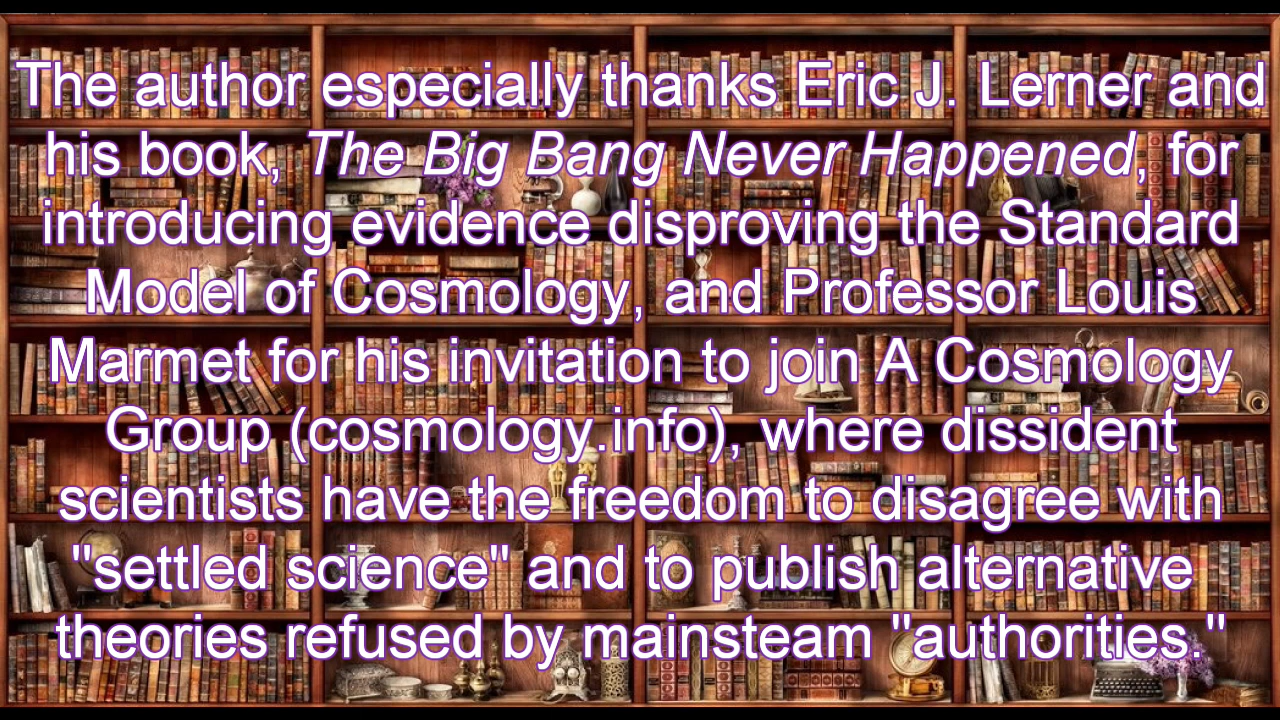 The author especially thanks Eric J. Lerner and
his book, The Big Bang Never Happened, for
introducing evidence disproving the Standard
Model of Cosmology, and Professor Louis
Marmet for his invitation to join A Cosmology
Group (cosmology.info), where dissident
scientists have the freedom to disagree with
"settled science" and to publish alternative
theories refused by mainsteam "authorities."